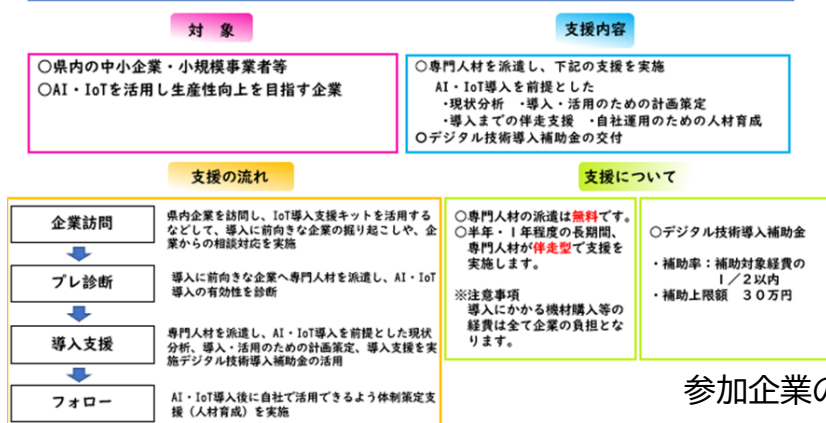 対　象
○県内の中小企業・小規模事業者等
○AI・IoTを活用し生産性向上を目指す企業
支援内容
○専門人材を派遣し、下記の支援を実施
AI・IoT導入を前提とした
・現状分析　・導入・活用のための計画策定
・導入までの伴走支援　・自社運用のための人材育成
○デジタル技術導入補助金の交付
支援の流れ
企業訪問
県内企業を訪問し、IoT導入支援キットを活用する
などして、導入に前向きな企業の掘り起こしや、企
業からの相談対応を実施
プレ診断
導入に前向きな企業へ専門人材を派遣し、AI・IoT
導入の有効性を診断
導入支援
専門人材を派遣し、AI・IoT導入を前提とした現状
分析、導入・活用のための計画策定、導入支援を実
施デジタル技術導入補助金の活用
フォロー
AI・IoT導入後に自社で活用できるよう体制策定支
援（人材育成）を実施
支援について
○専門人材の派遣は無料です。
○半年・1年程度の長期間、
専門人材が伴走型で支援を
実施します。
※注意事項
導入にかかる機材購入等の
経費は全て企業の負担とな
ります。
○デジタル技術導入補助金
・補助率：補助対象経費の
1／2以内
・補助上限額　30万円
参加企業の